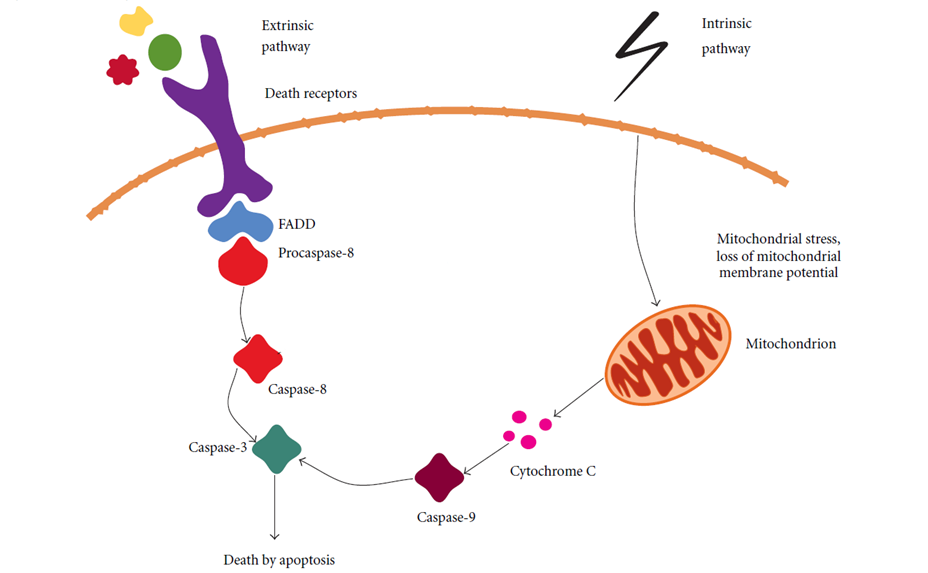 Extrinsic
pathway
Intrinsic
pathway
Death receptors
FADD
Procaspase-8
Mitochondrial stress,
loss of mitochondrial
membrane potential
Mitochondrion
Caspase-8
Caspase-3
Cytochrome C
Caspase-9
Death by apoptosis